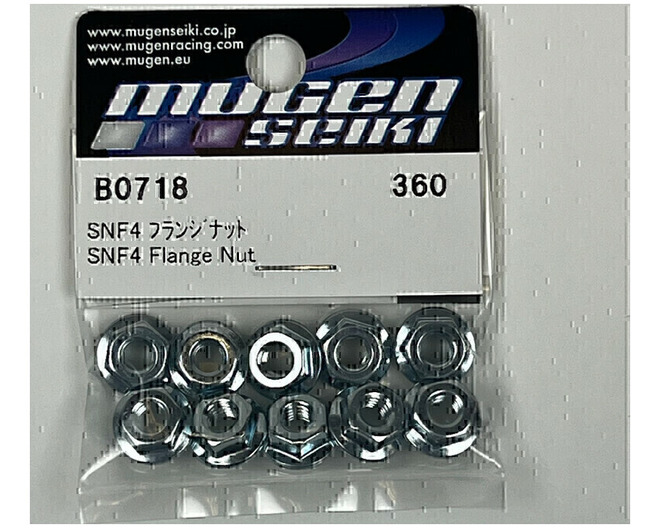 www.mugenseiki.co.jp
www.mugenracing.com
www.mugen.eu
mugen
seiki
B0718 360
SNF4 フランジナット
SNF4 Flange Nut